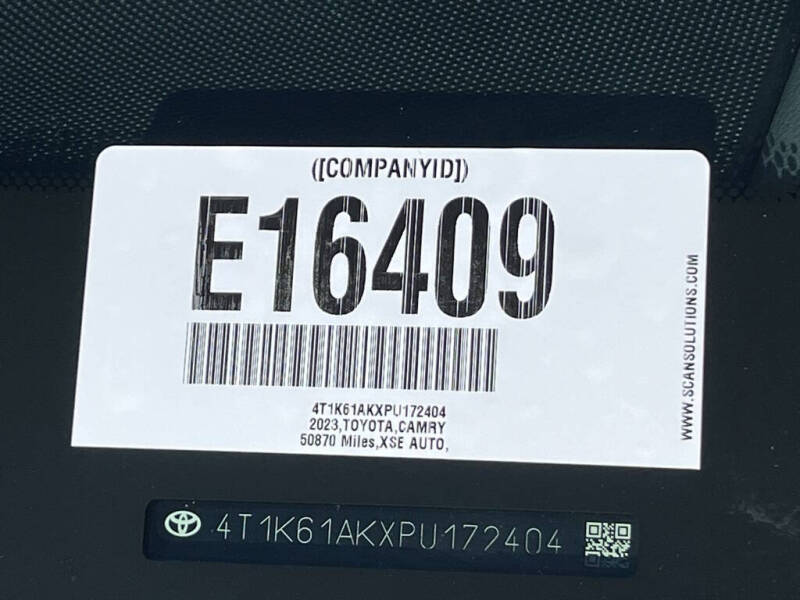 ([COMPANYID])
E16409
4T1K61AKXPU172404
2023,TOYOTA,CAMRY
50870 Miles,XSE AUTO,
WWW.SCANSOLUTIONS.COM
4T1K61AKXPU172404